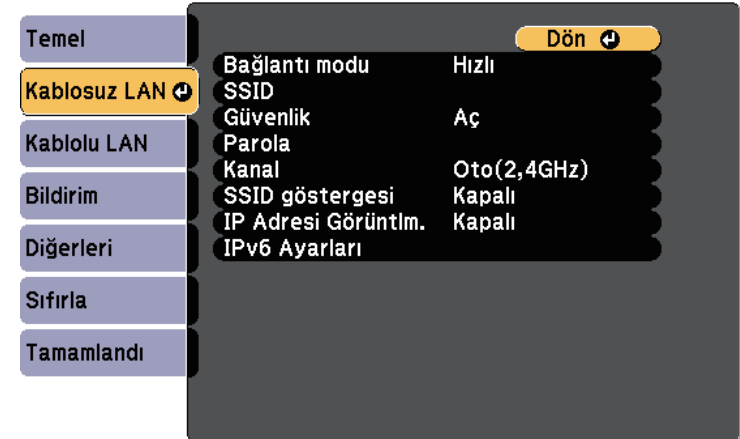 Temel
Kablosuz LAN
Kablolu LAN
Bildirim
Diğerleri
Sıfırla
Tamamlandı
Dön
Bağlantı modu Hızlı
SSID
Güvenlik Aç
Parola
Kanal Oto(2,4GHz)
SSID göstergesi Kapalı
IP Adresi Görüntlm. Kapalı
IPv6 Ayarları